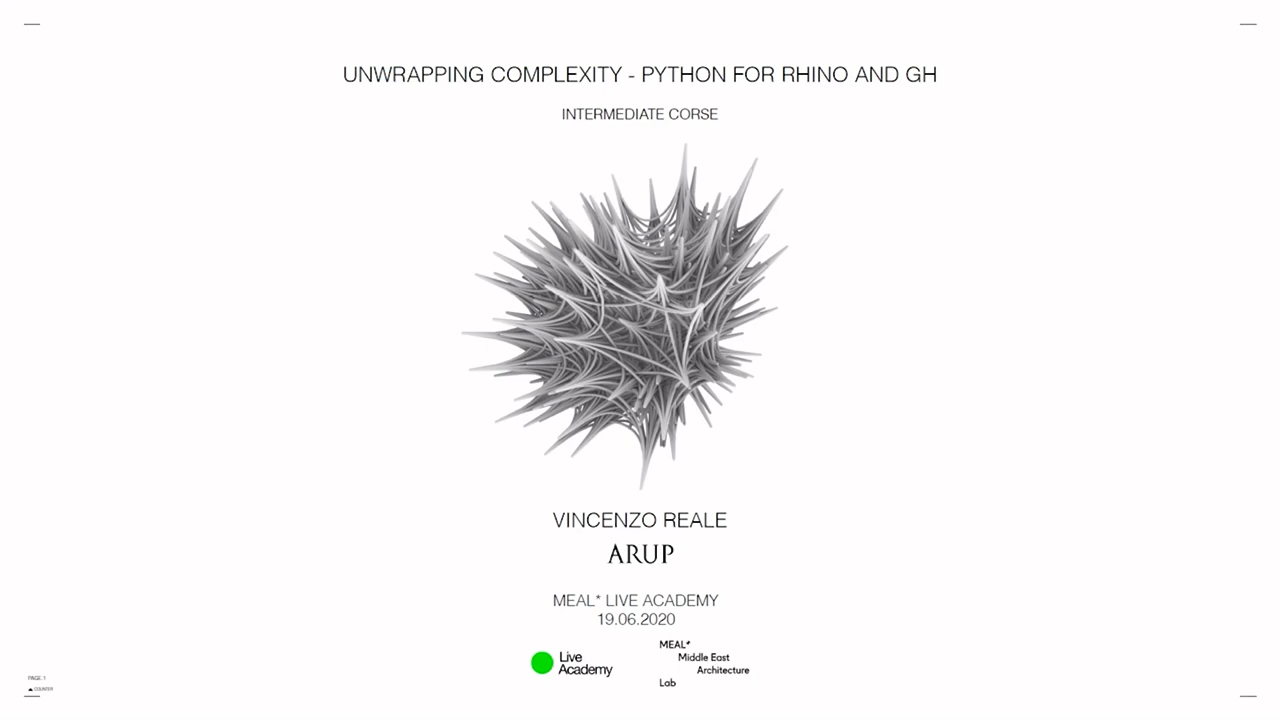 UNWRAPPING COMPLEXITY - PYTHON FOR RHINO AND GH
INTERMEDIATE CORSE
VINCENZO REALE
ARUP
MEAL* LIVE ACADEMY
19.06.2020
Live
Academy
MEAL*
Middle East
Architecture
Lab
PAGE. 1
COUNTER